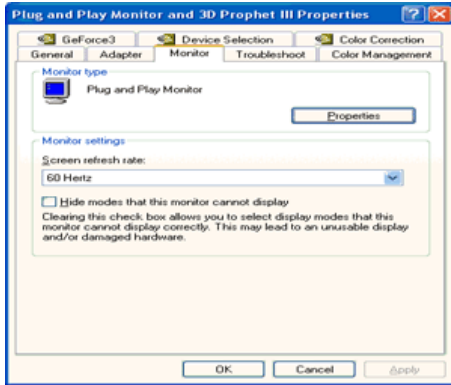 Plug and Play Monitor and 3D Prophet III Properties
GeForce3 Device Selection Color Correction
General Adapter Monitor Troubleshoot Color Management
Monitor type
Plug and Play Monitor
Properties
Monitor settings
Screen refresh rate:
60 Hertz
Hide modes that this monitor cannot display
Clearing this check box allows you to select display modes that this
monitor cannot display correctly. This may lead to an unusable display
and/or damaged hardware.
OK Cancel Apply